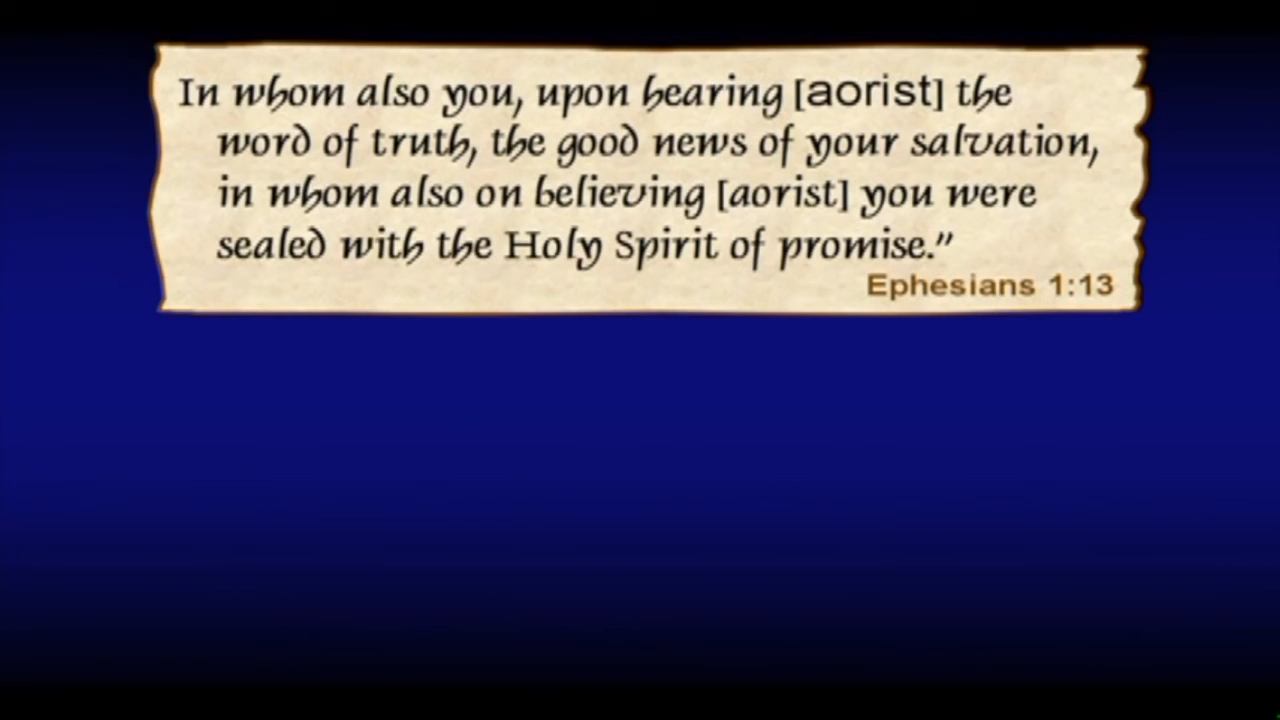 In whom also you, upon hearing [aorist] the
word of truth, the good news of your salvation,
in whom also on believing [aorist] you were
sealed with the Holy Spirit of promise.”
Ephesians 1:13